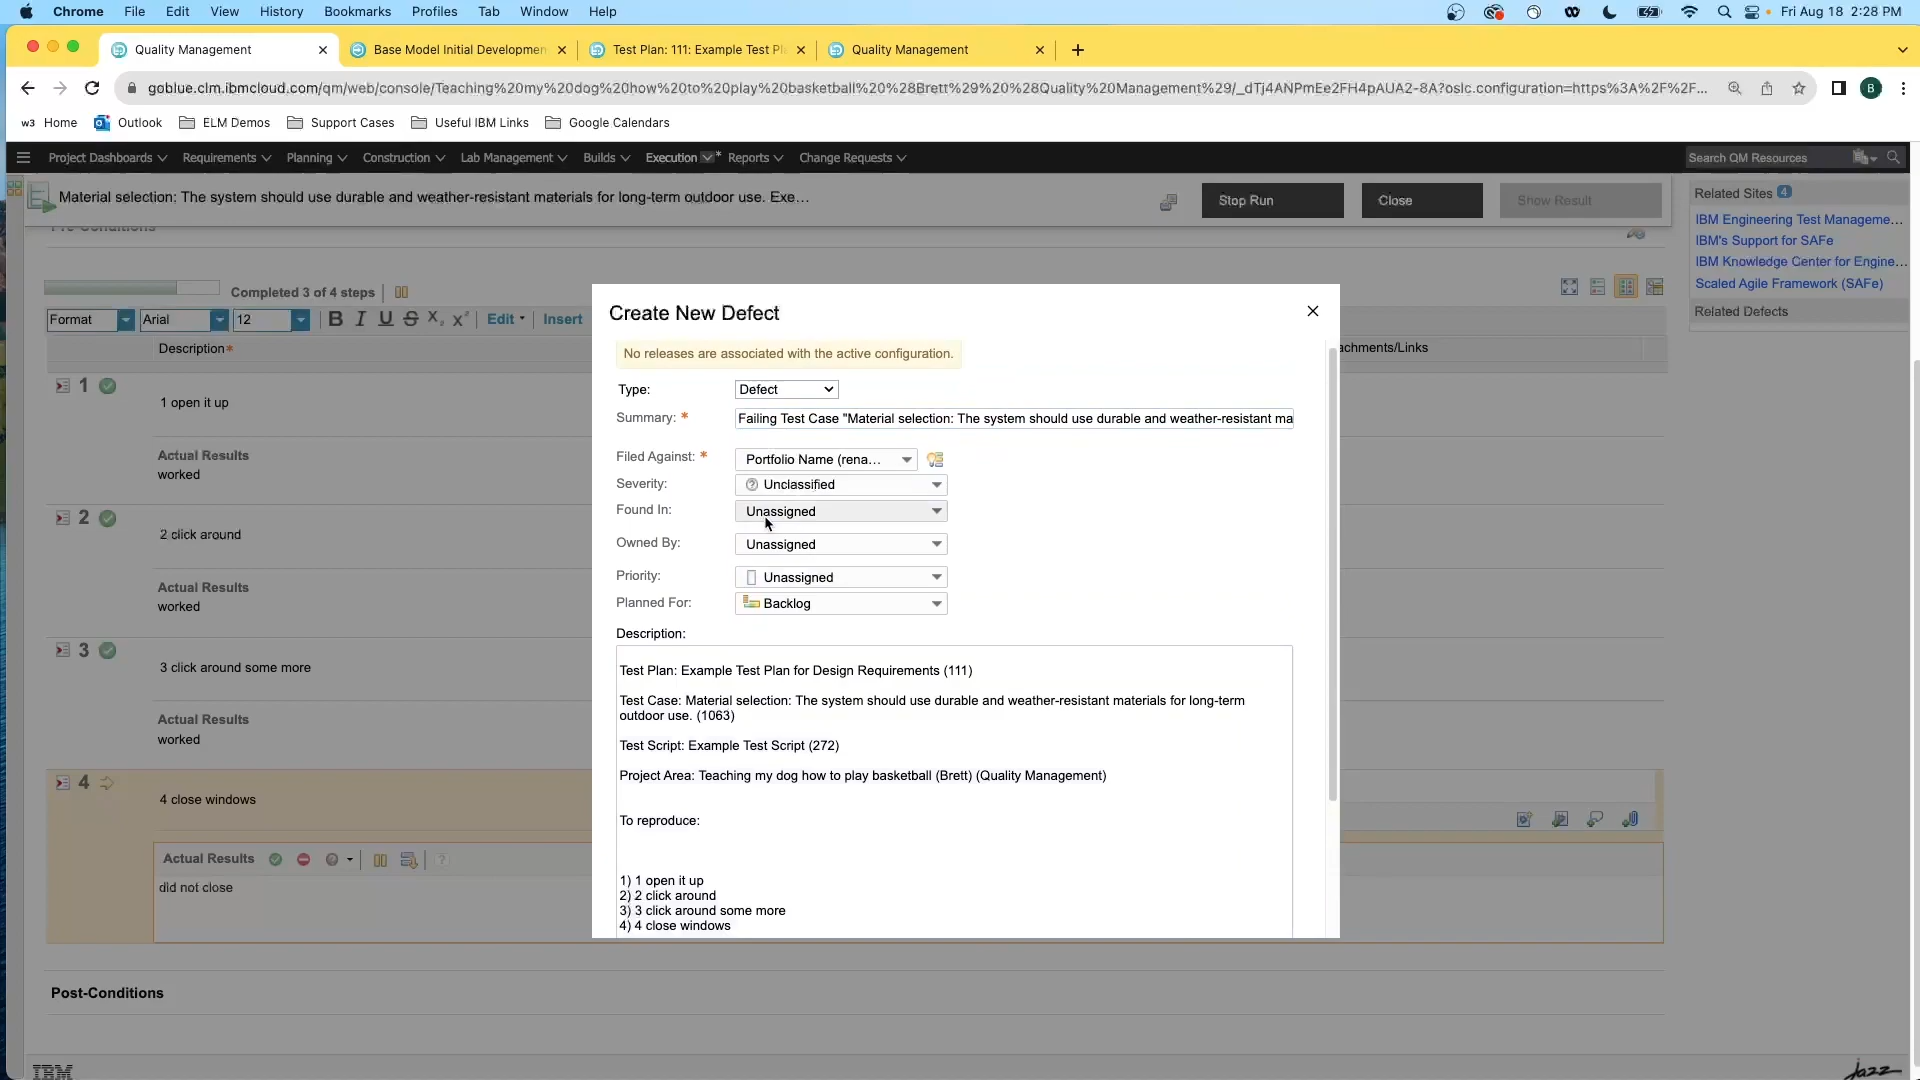 Chrome File Edit View History Bookmarks Profiles Tab Window Help Fri Aug 18 2:28 PM
Quality Management Base Model Initial Developmen Test Plan: 111: Example Test Pl Quality Management
goblue.clm.ibmcloud.com/qm/web/console/Teaching%20my%20dog%20how%20to%20play%20basketball%20%28Brett%29%20%28Quality%20Management%29/_dTj4ANPmEe2FH4pAUA2-8A?oslc.configuration=https%3A%2F%2F... B
w3 Home Outlook ELM Demos Support Cases Useful IBM Links Google Calendars
Project Dashboards Requirements Planning Construction Lab Management Builds Execution * Reports Change Requests Search QM Resources
Material selection: The system should use durable and weather-resistant materials for long-term outdoor use. Exe... Stop Run Close Show Result
Related Sites 4
IBM Engineering Test Manageme...
IBM's Support for SAFe
IBM Knowledge Center for Engine...
Scaled Agile Framework (SAFe)
Related Defects
Pre-Conditions
Completed 3 of 4 steps
Format Arial 12 B I U S X X Edit Insert
Description* achments/Links
1
1 open it up
Actual Results
worked
2
2 click around
Actual Results
worked
3
3 click around some more
Actual Results
worked
4
4 close windows
Actual Results
did not close
Post-Conditions
IBM Jazz
Create New Defect
No releases are associated with the active configuration.
Type: Defect
Summary: * Failing Test Case "Material selection: The system should use durable and weather-resistant ma
Filed Against: * Portfolio Name (rena...
Severity: Unclassified
Found In: Unassigned
Owned By: Unassigned
Priority: Unassigned
Planned For: Backlog
Description:
Test Plan: Example Test Plan for Design Requirements (111)
Test Case: Material selection: The system should use durable and weather-resistant materials for long-term
outdoor use. (1063)
Test Script: Example Test Script (272)
Project Area: Teaching my dog how to play basketball (Brett) (Quality Management)
To reproduce:
1) 1 open it up
2) 2 click around
3) 3 click around some more
4) 4 close windows